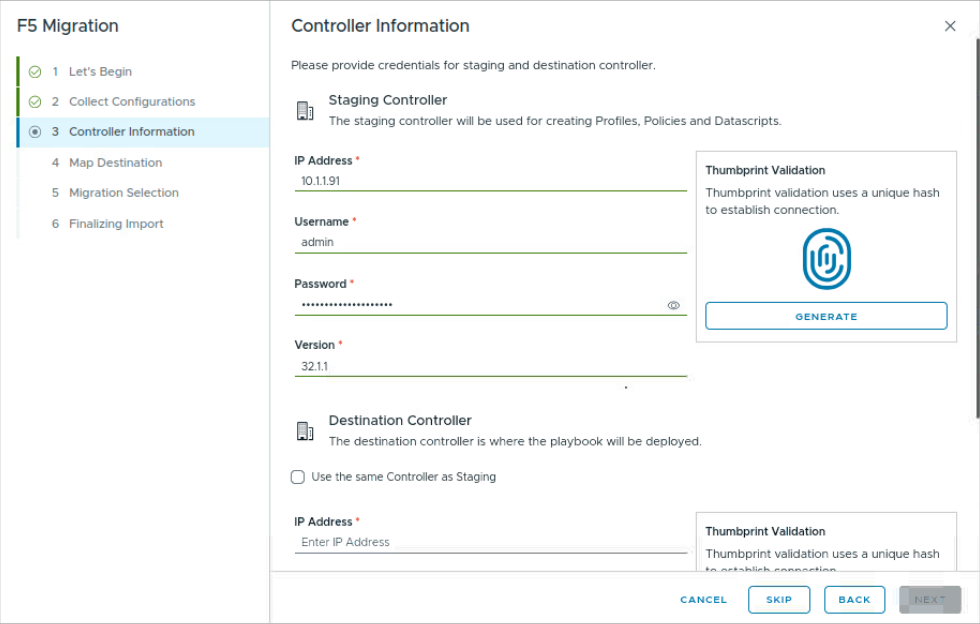 F5 Migration
1 Let's Begin
2 Collect Configurations
3 Controller Information
4 Map Destination
5 Migration Selection
6 Finalizing Import
Controller Information
Please provide credentials for staging and destination controller.
Staging Controller
The staging controller will be used for creating Profiles, Policies and Datascripts.
IP Address *
10.1.1.91
Username *
admin
Password *
••••••••••••••••••••
Version *
32.1.1
Thumbprint Validation
Thumbprint validation uses a unique hash
to establish connection.
GENERATE
Destination Controller
The destination controller is where the playbook will be deployed.
Use the same Controller as Staging
IP Address *
Enter IP Address
Thumbprint Validation
Thumbprint validation uses a unique hash
to establish connection.
CANCEL
SKIP
BACK
NEXT